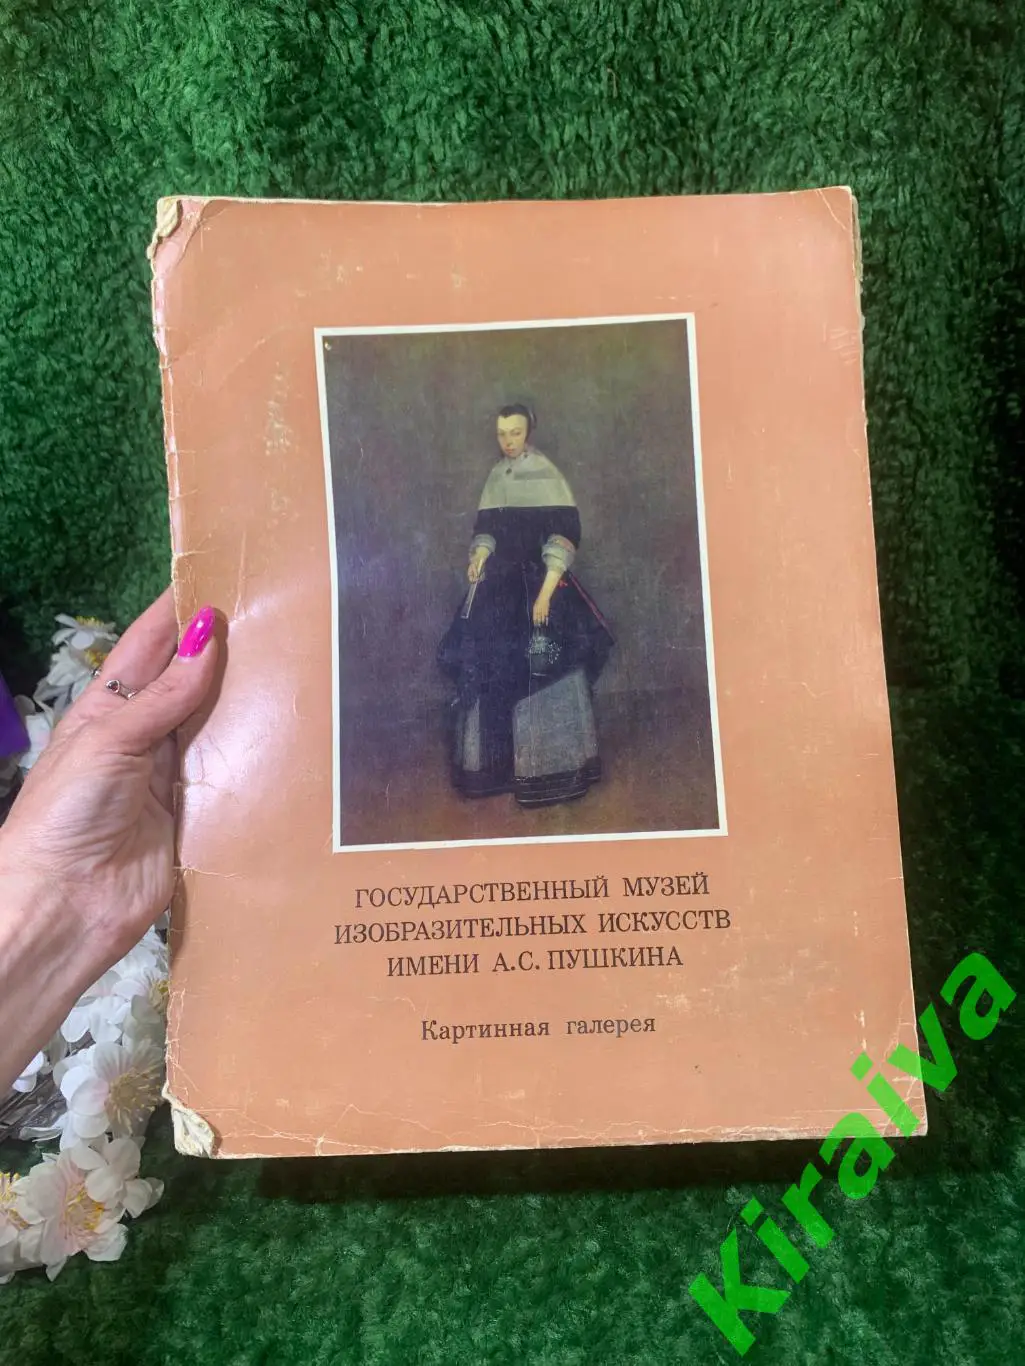 ГОСУДАРСТВЕННЫЙ МУЗЕЙ
ИЗОБРАЗИТЕЛЬНЫХ ИСКУССТВ
ИМЕНИ А.С. ПУШКИНА
Картинная галерея
Kiraiva